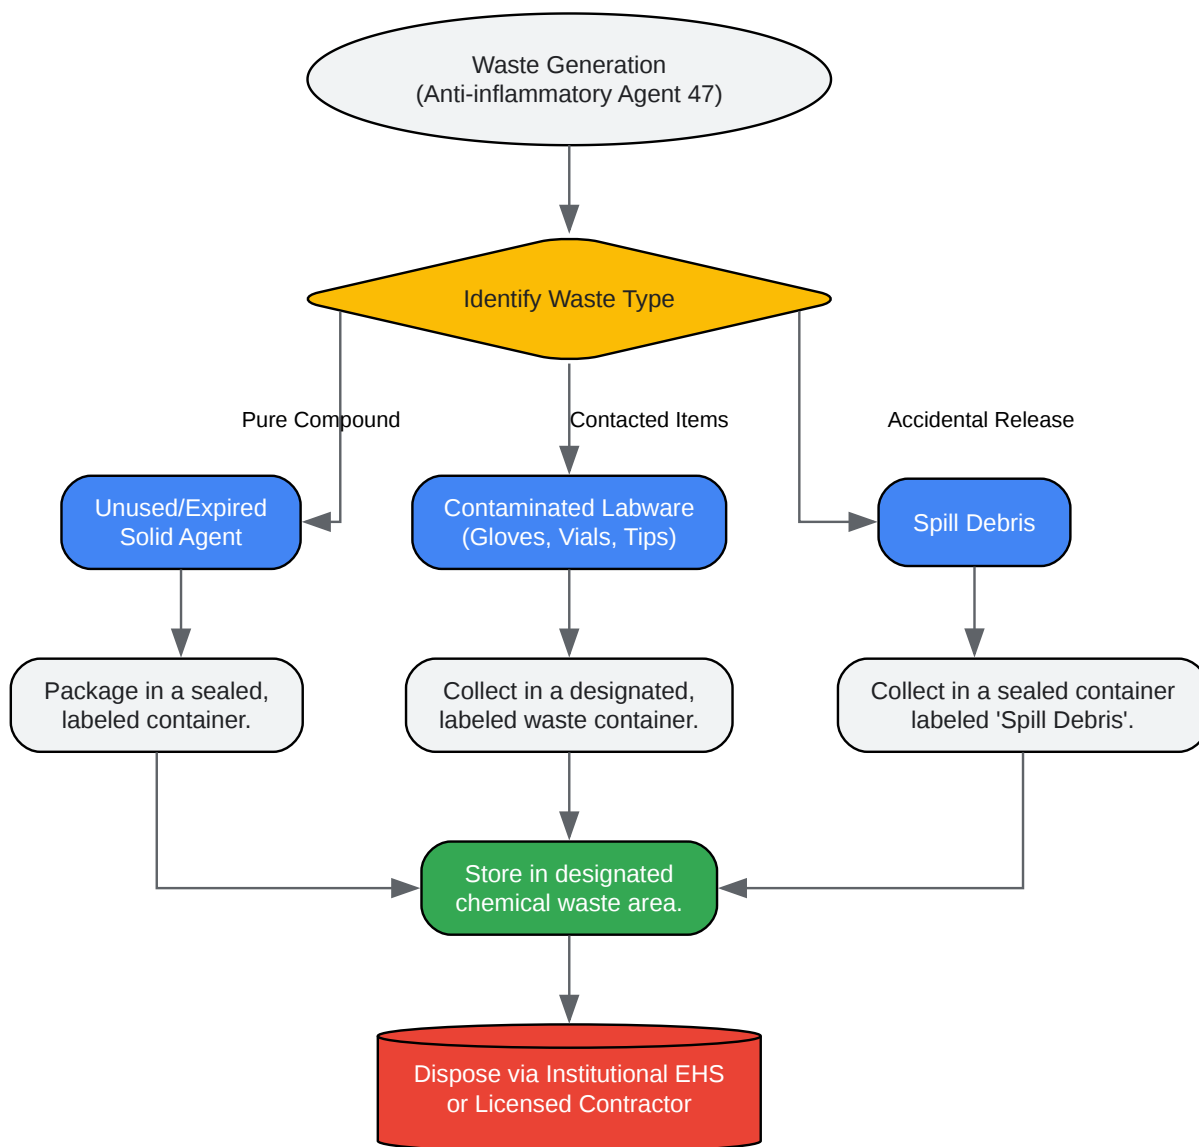 Waste Generation
(Anti-inflammatory Agent 47)
Identify Waste Type
Pure Compound
Contacted Items
Accidental Release
Unused/Expired
Solid Agent
Contaminated Labware
(Gloves, Vials, Tips)
Spill Debris
Package in a sealed,
labeled container.
Collect in a designated,
labeled waste container.
Collect in a sealed container
labeled 'Spill Debris'.
Store in designated
chemical waste area.
Dispose via Institutional EHS
or Licensed Contractor